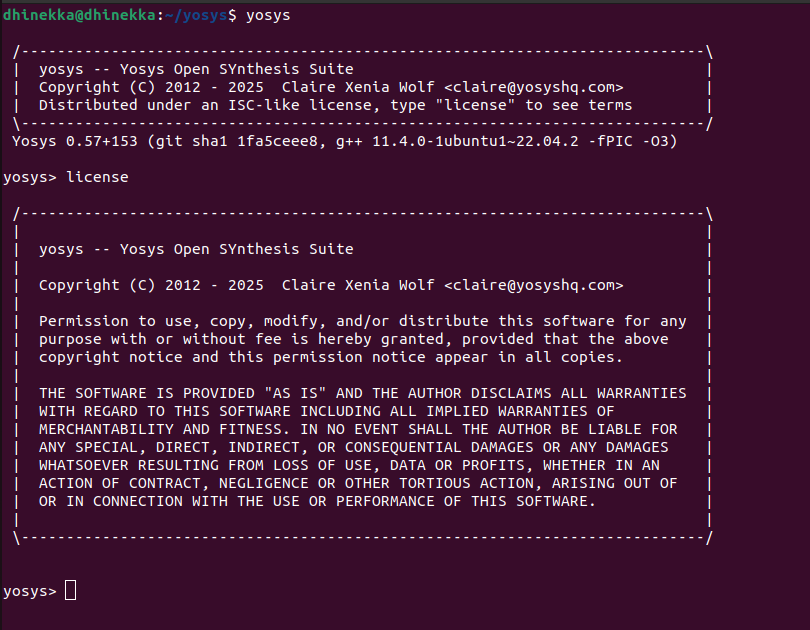 dhinekka@dhinekka:~/yosys$ yosys
/----------------------------------------------------------------------------\
| yosys -- Yosys Open SYnthesis Suite |
| Copyright (C) 2012 - 2025 Claire Xenia Wolf <claire@yosyshq.com> |
| Distributed under an ISC-like license, type "license" to see terms |
\----------------------------------------------------------------------------/
Yosys 0.57+153 (git sha1 1fa5ceee8, g++ 11.4.0-1ubuntu1~22.04.2 -fPIC -O3)
yosys> license
/----------------------------------------------------------------------------\
| |
| yosys -- Yosys Open SYnthesis Suite |
| |
| Copyright (C) 2012 - 2025 Claire Xenia Wolf <claire@yosyshq.com> |
| |
| Permission to use, copy, modify, and/or distribute this software for any |
| purpose with or without fee is hereby granted, provided that the above |
| copyright notice and this permission notice appear in all copies. |
| |
| THE SOFTWARE IS PROVIDED "AS IS" AND THE AUTHOR DISCLAIMS ALL WARRANTIES |
| WITH REGARD TO THIS SOFTWARE INCLUDING ALL IMPLIED WARRANTIES OF |
| MERCHANTABILITY AND FITNESS. IN NO EVENT SHALL THE AUTHOR BE LIABLE FOR |
| ANY SPECIAL, DIRECT, INDIRECT, OR CONSEQUENTIAL DAMAGES OR ANY DAMAGES |
| WHATSOEVER RESULTING FROM LOSS OF USE, DATA OR PROFITS, WHETHER IN AN |
| ACTION OF CONTRACT, NEGLIGENCE OR OTHER TORTIOUS ACTION, ARISING OUT OF |
| OR IN CONNECTION WITH THE USE OR PERFORMANCE OF THIS SOFTWARE. |
| |
\----------------------------------------------------------------------------/
yosys>